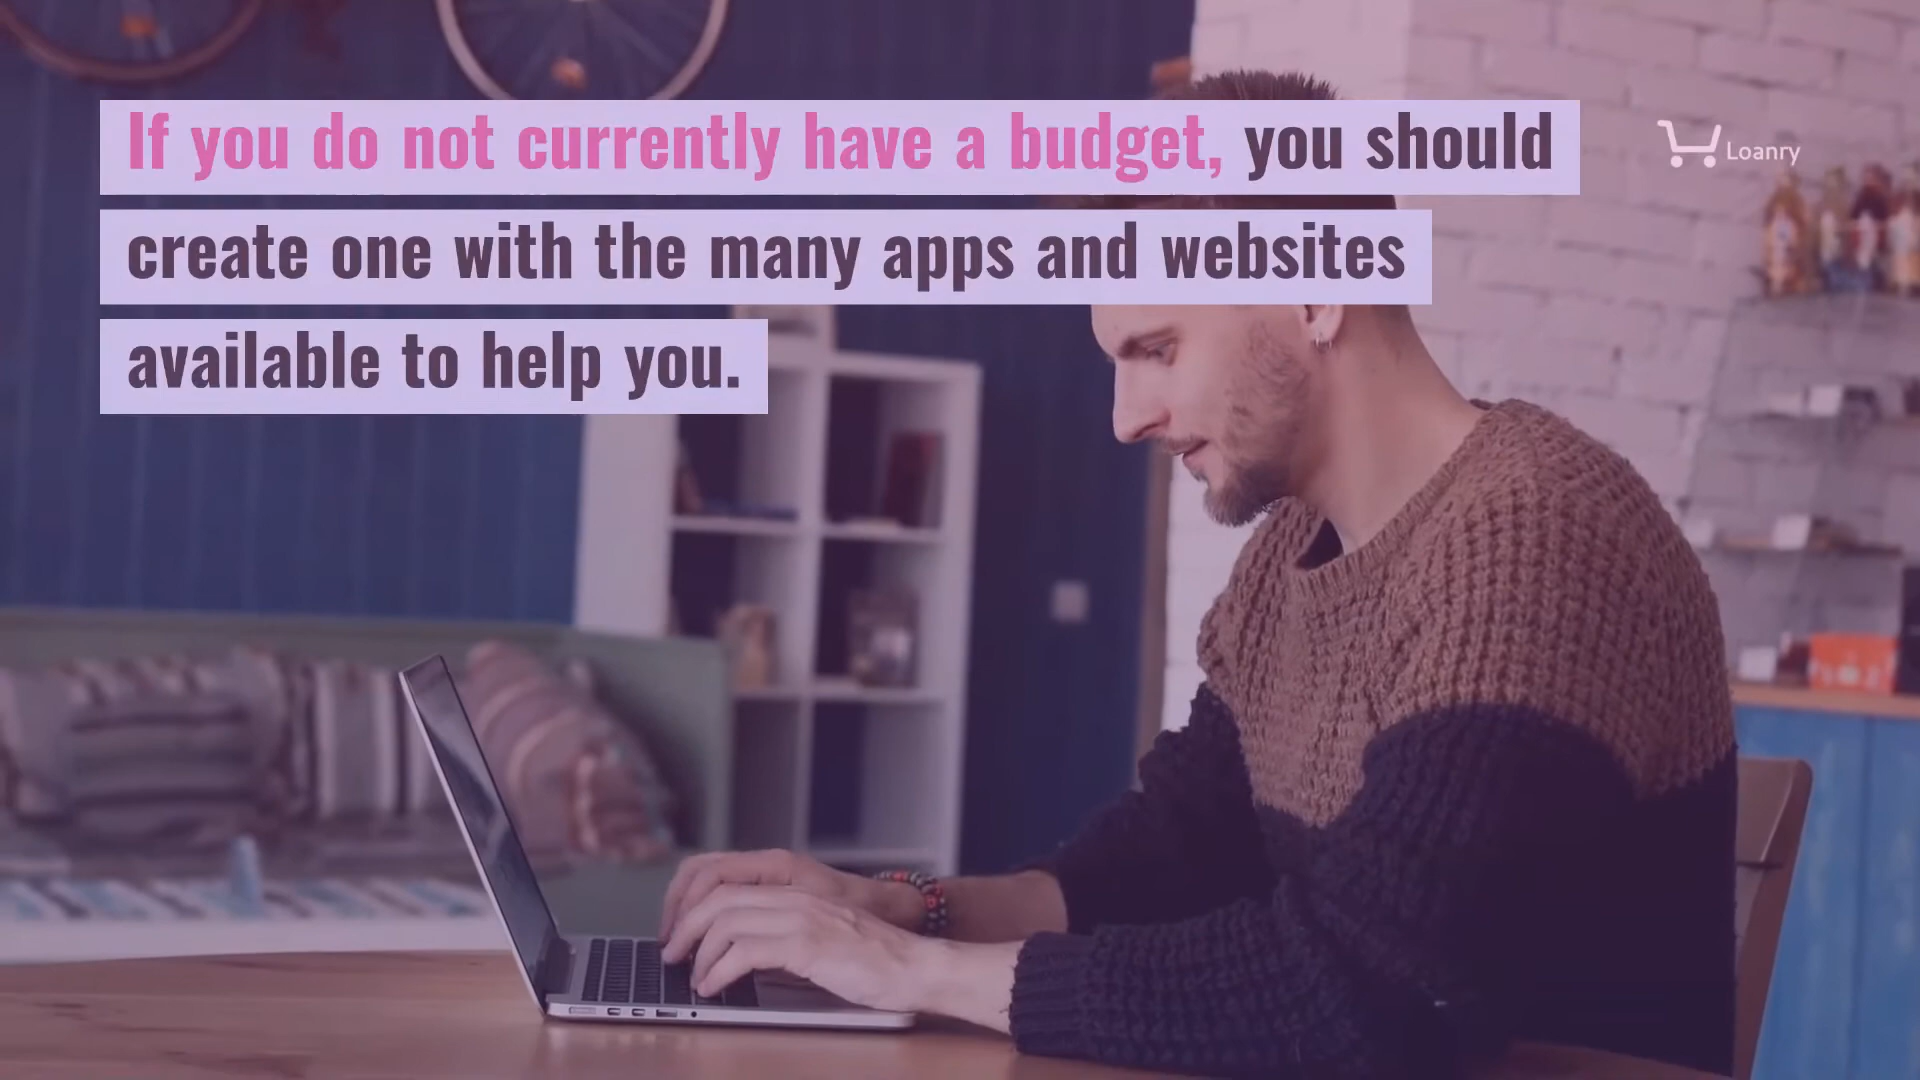 If you do not currently have a budget, you should
create one with the many apps and websites
available to help you.
Loanry